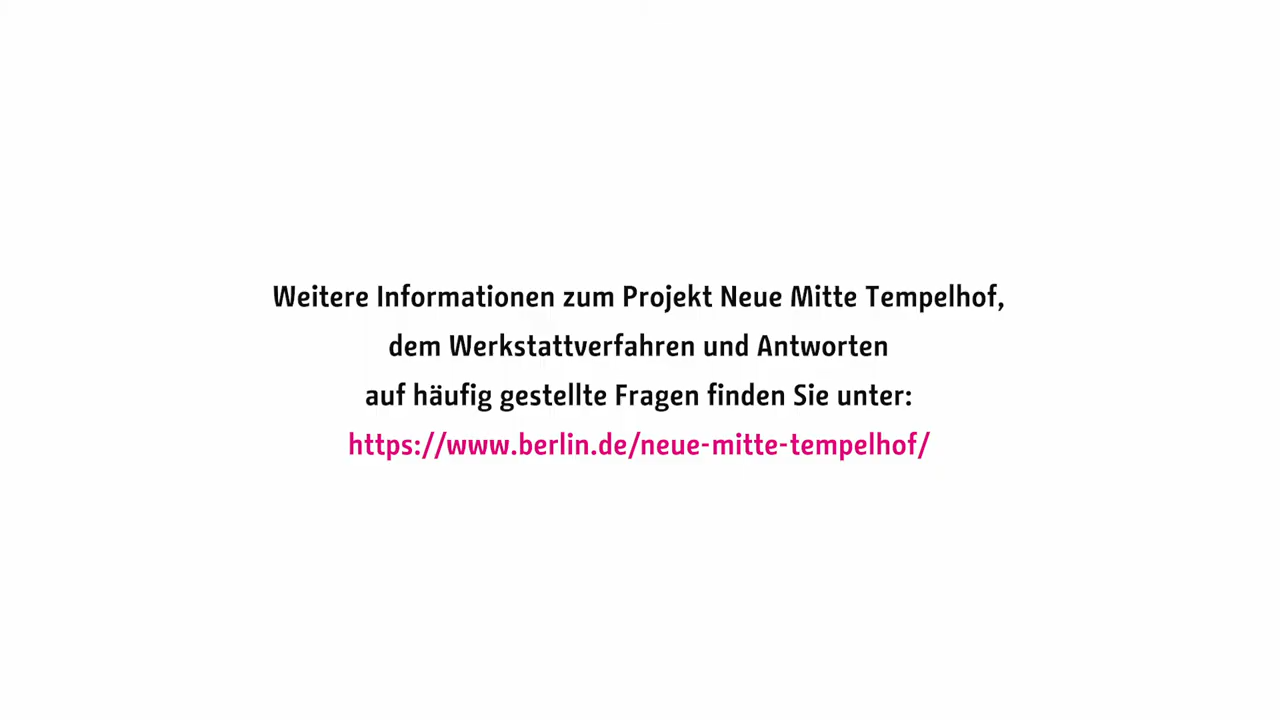 Weitere Informationen zum Projekt Neue Mitte Tempelhof,
dem Werkstattverfahren und Antworten
auf häufig gestellte Fragen finden Sie unter:
https://www.berlin.de/neue-mitte-tempelhof/